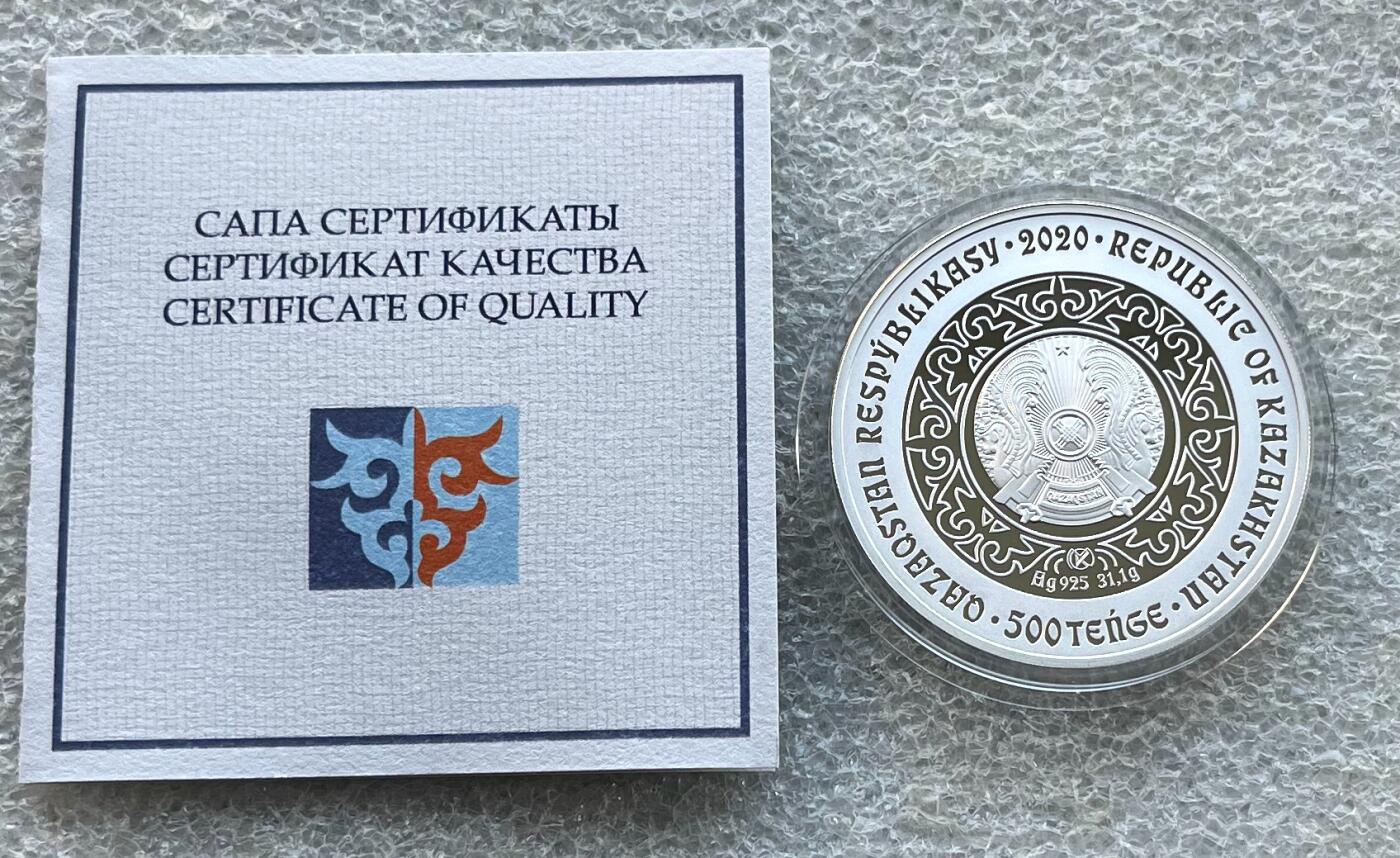 САПА СЕРТИФИКАТЫ
СЕРТИФИКАТ КАЧЕСТВА
CERTIFICATE OF QUALITY
QAZAQSTAN RESPÝBLIKASY · 2020 · REPUBLIC OF KAZAKHSTAN · 500 TEŃGE ·
QAZAQSTAN
Ag 925 31,1g